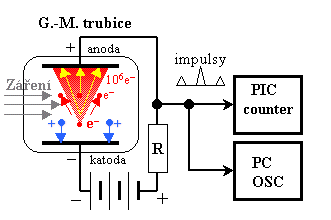 G.-M. trubice
+ anoda
impulsy
Záření
10⁶e⁻
e⁻
+ e⁻ +
− katoda
R
− +
PIC
counter
PC
OSC